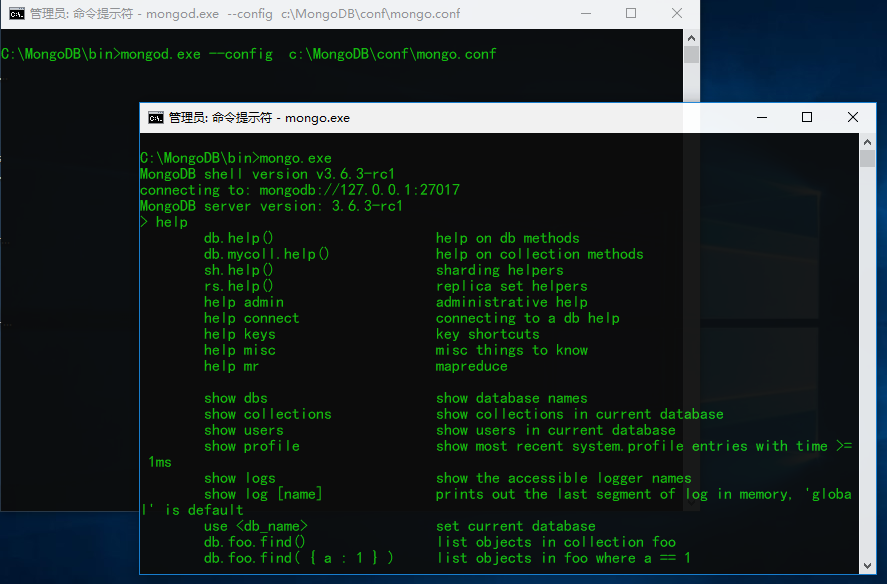 管理员: 命令提示符 - mongod.exe --config c:\MongoDB\conf\mongo.conf
C:\MongoDB\bin>mongod.exe --config  c:\MongoDB\conf\mongo.conf
管理员: 命令提示符 - mongo.exe
C:\MongoDB\bin>mongo.exe
MongoDB shell version v3.6.3-rc1
connecting to: mongodb://127.0.0.1:27017
MongoDB server version: 3.6.3-rc1
> help
db.help() help on db methods
db.mycoll.help() help on collection methods
sh.help() sharding helpers
rs.help() replica set helpers
help admin administrative help
help connect connecting to a db help
help keys key shortcuts
help misc misc things to know
help mr mapreduce
show dbs show database names
show collections show collections in current database
show users show users in current database
show profile show most recent system.profile entries with time >=
1ms
show logs show the accessible logger names
show log [name] prints out the last segment of log in memory, 'globa
l' is default
use <db_name> set current database
db.foo.find() list objects in collection foo
db.foo.find( { a : 1 } ) list objects in foo where a == 1